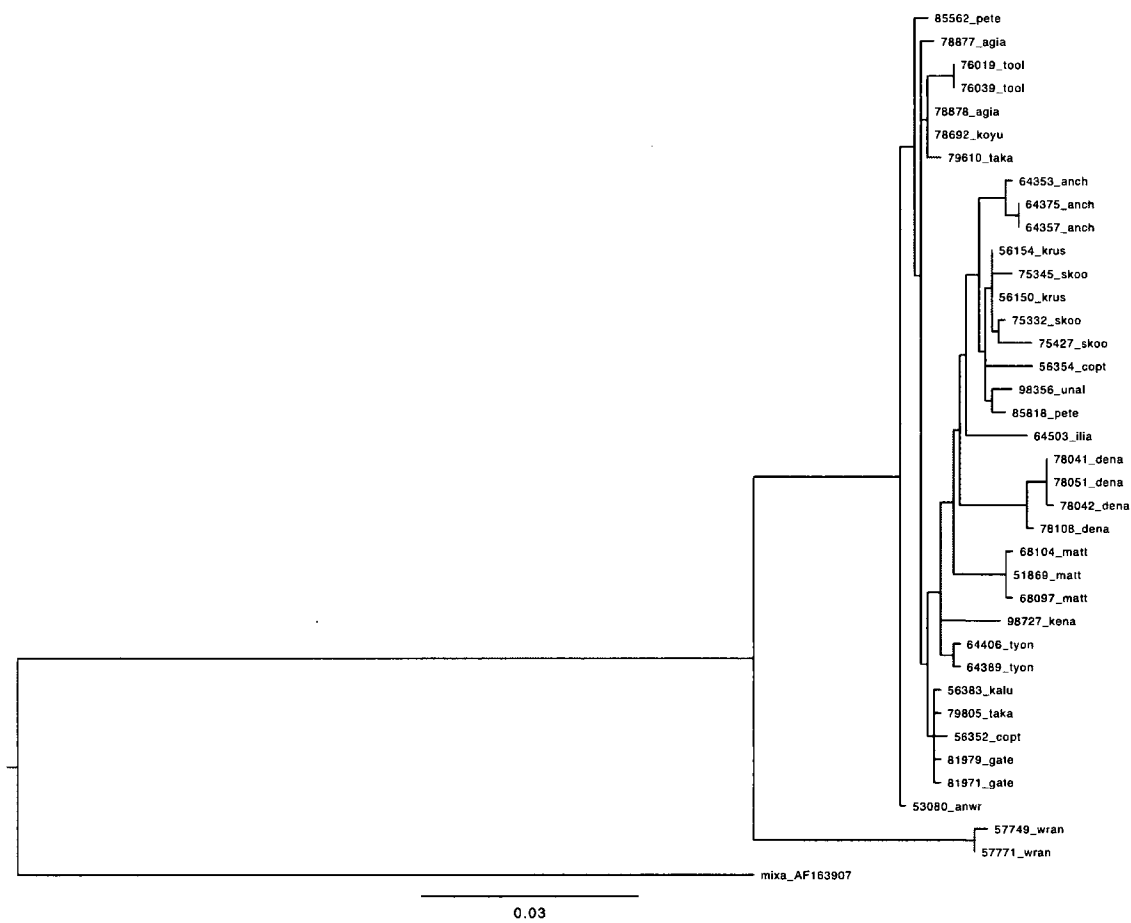 85562_pete
78877_agia
76019_tool
76039_tool
78878_agia
78692_koyu
79610_taka
64353_anch
64375_anch
64357_anch
56154_krus
75345_skoo
56150_krus
75332_skoo
75427_skoo
56354_copt
98356_unal
85818_pete
64503_ilia
78041_dena
78051_dena
78042_dena
78108_dena
68104_matt
51869_matt
68097_matt
98727_kena
64406_tyon
64389_tyon
56383_kalu
79805_taka
56352_copt
81979_gate
81971_gate
53080_anwr
57749_wran
57771_wran
mixa_AF163907
0.03